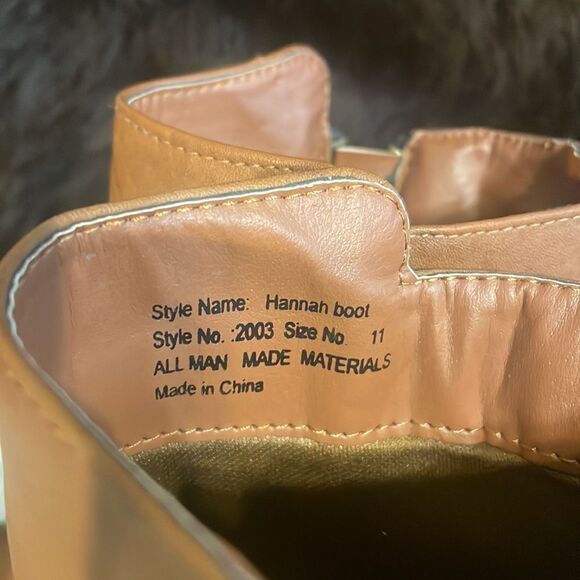 Style Name: Hannah boot
Style No. :2003 Size No. 11
ALL MAN MADE MATERIALS
Made in China